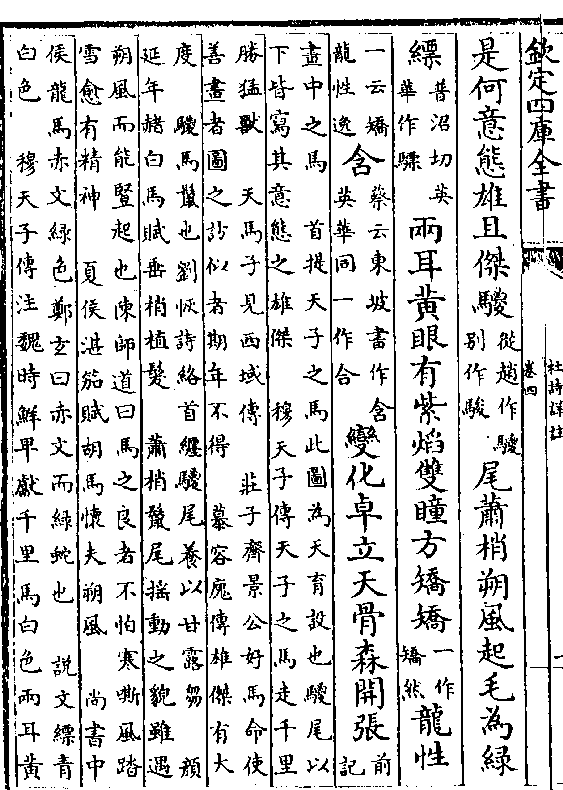 欽定四庫全書
杜詩詳註
卷四
是何意態雄且傑騣從趙作騣別作駿尾蕭梢朔風起毛為綠
縹普沼切英華作驃兩耳黃眼有紫焰雙瞳方矯矯一作矯然龍性
一云矯龍性逸含蔡云東坡書作含英華同一作合變化卓立天骨森開張前記
畫中之馬　首提天子之馬此圖為天育設也騣尾以
下皆寫其意態之雄傑　穆天子傳天子之馬走千里
勝猛獸　天馬子見西域傳　莊子齊景公好馬命使
善畫者圖之訪似者期年不得　慕容廆傳雄傑有大
度　騣馬鬣也劉恢詩絡首纏騣尾養以甘露芻　顏
延年赭白馬賦垂梢植髮　蕭梢鬣尾搖動之貌雖遇
朔風而能豎起也陳師道曰馬之良者不怕寒嘶風踏
雪愈有精神　夏侯湛笳賦胡馬懷夫朔風　尚書中
侯龍馬赤文綠色鄭玄曰赤文而綠蛇也　說文縹青
白色　穆天子傳注魏時鮮卑獻千里馬白色兩耳黃